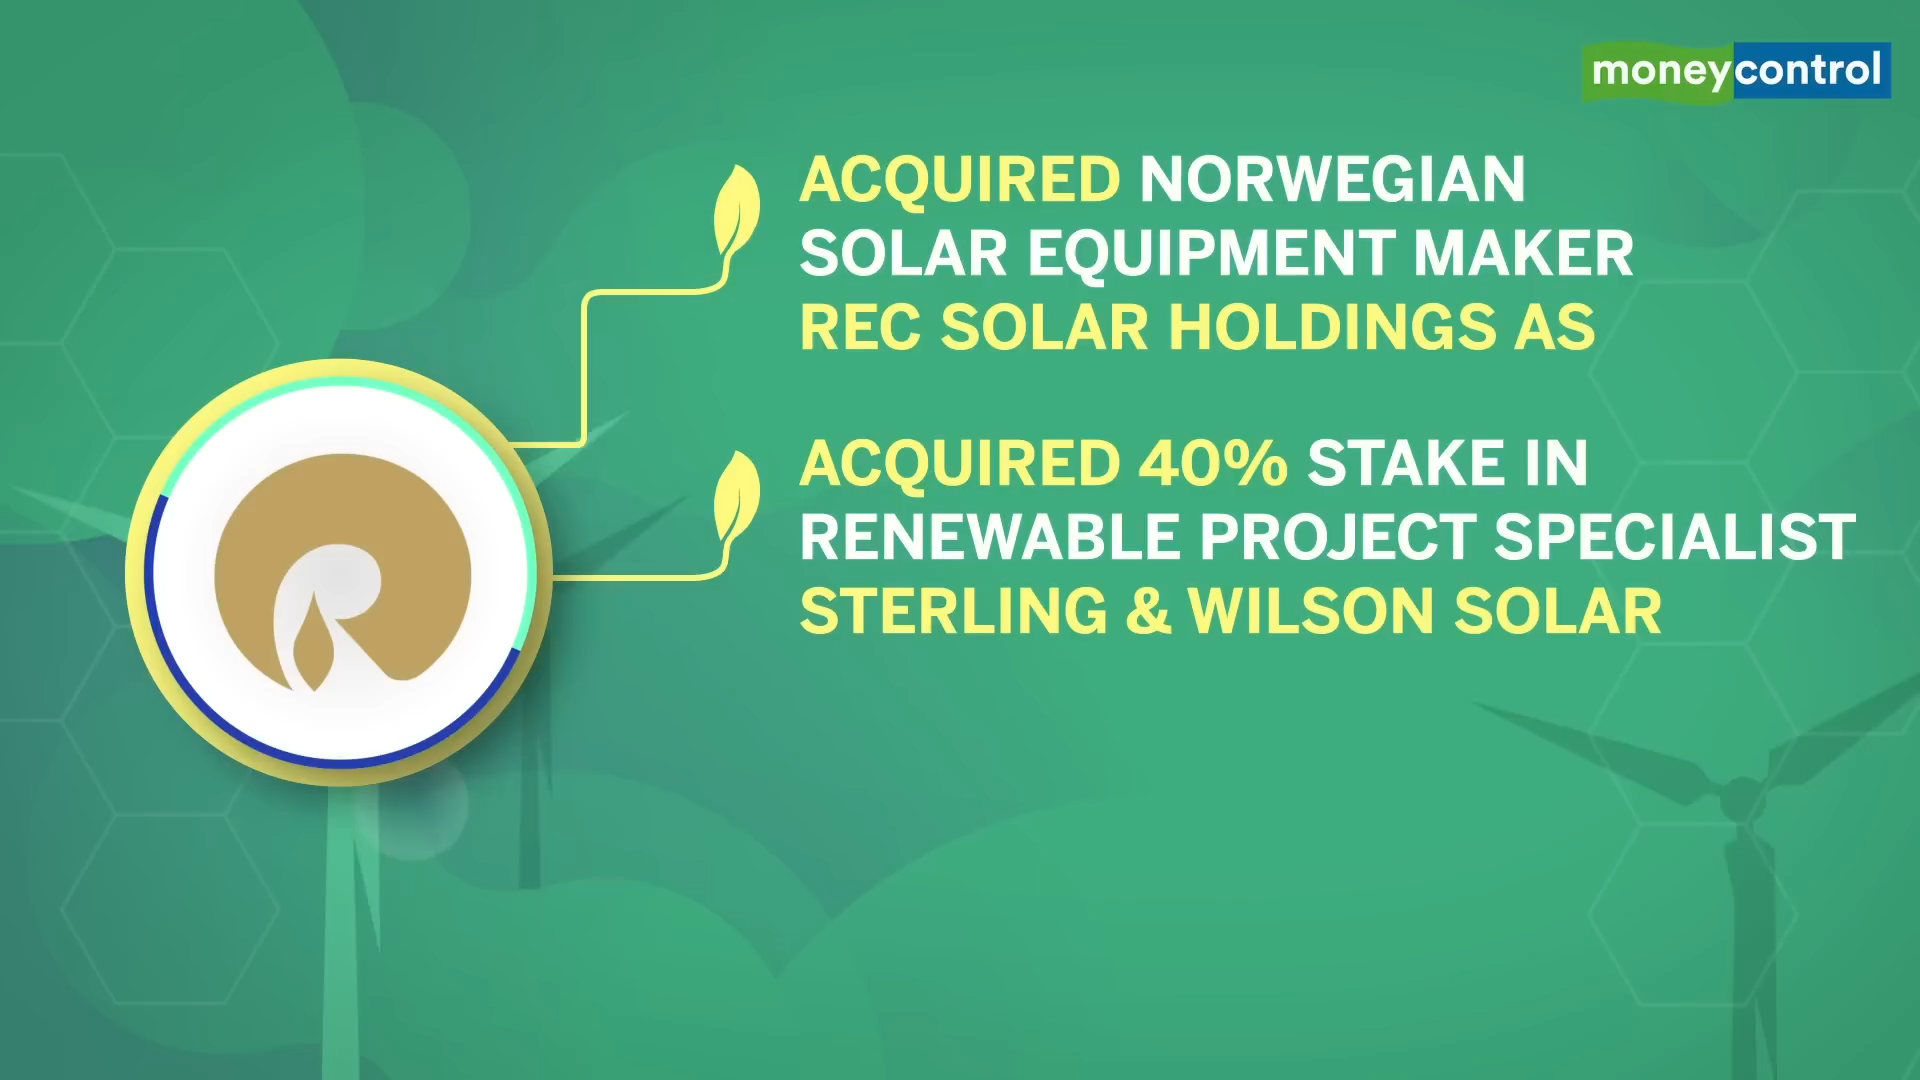 moneycontrol
ACQUIRED NORWEGIAN
SOLAR EQUIPMENT MAKER
REC SOLAR HOLDINGS AS
ACQUIRED 40% STAKE IN
RENEWABLE PROJECT SPECIALIST
STERLING & WILSON SOLAR